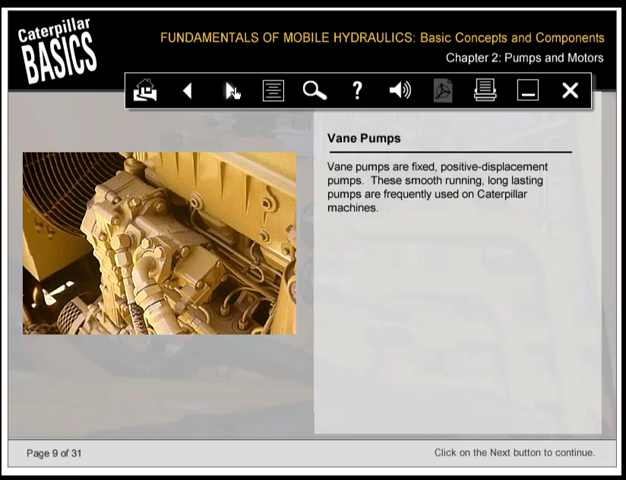 Caterpillar
BASICS
FUNDAMENTALS OF MOBILE HYDRAULICS: Basic Concepts and Components
Chapter 2: Pumps and Motors
?
Vane Pumps
Vane pumps are fixed, positive-displacement
pumps. These smooth running, long lasting
pumps are frequently used on Caterpillar
machines.
Page 9 of 31
Click on the Next button to continue.